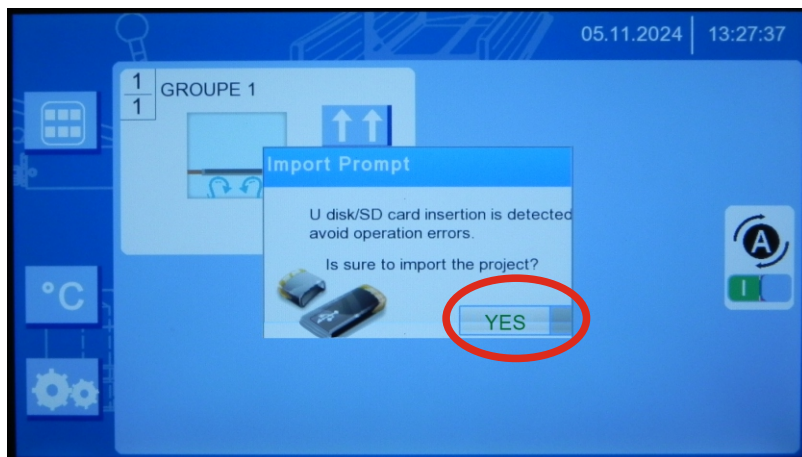 05.11.2024 13:27:37
1
1
GROUPE 1
Import Prompt
U disk/SD card insertion is detected
avoid operation errors.
Is sure to import the project?
A
°C
I
YES